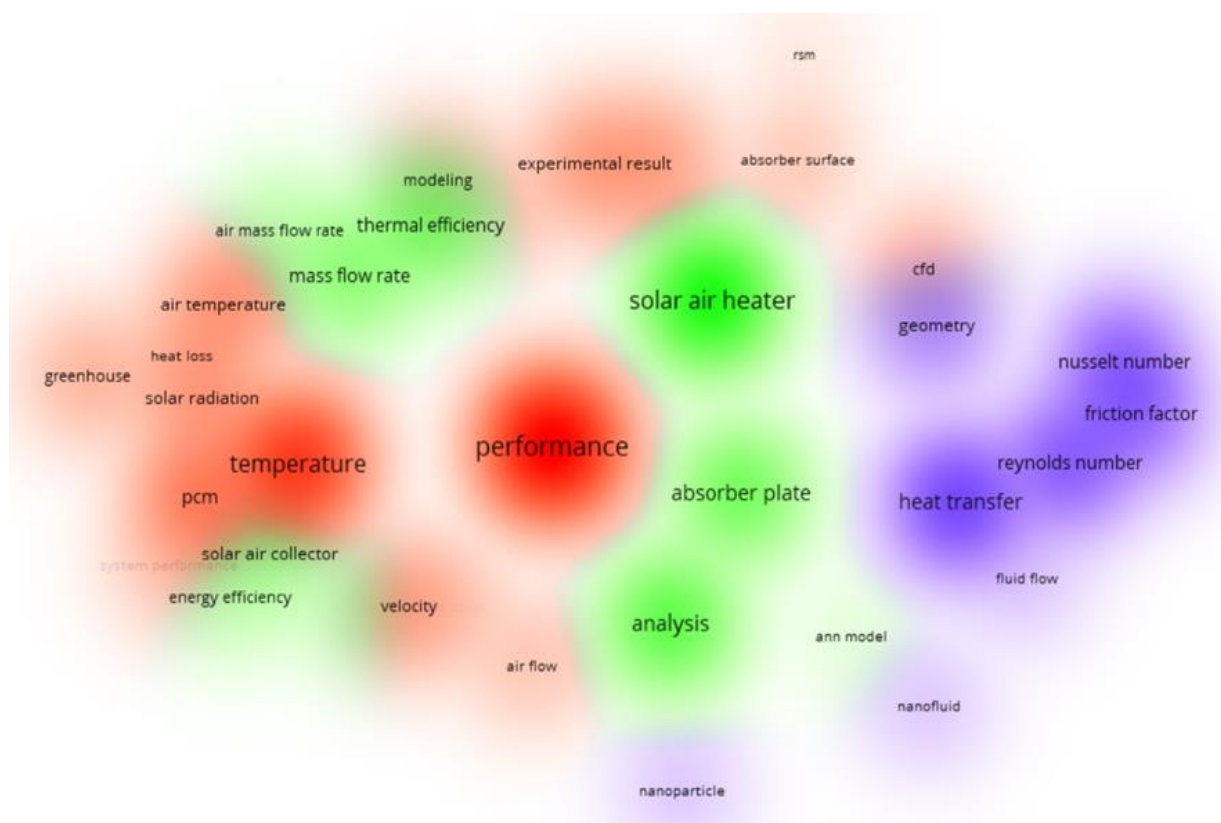 rsm
experimental result
absorber surface
modeling
air mass flow rate
thermal efficiency
cfd
mass flow rate
solar air heater
air temperature
geometry
heat loss
nusselt number
greenhouse
solar radiation
friction factor
performance
temperature
reynolds number
pcm
absorber plate
heat transfer
solar air collector
system performance
fluid flow
energy efficiency
velocity
analysis
ann model
air flow
nanofluid
nanoparticle